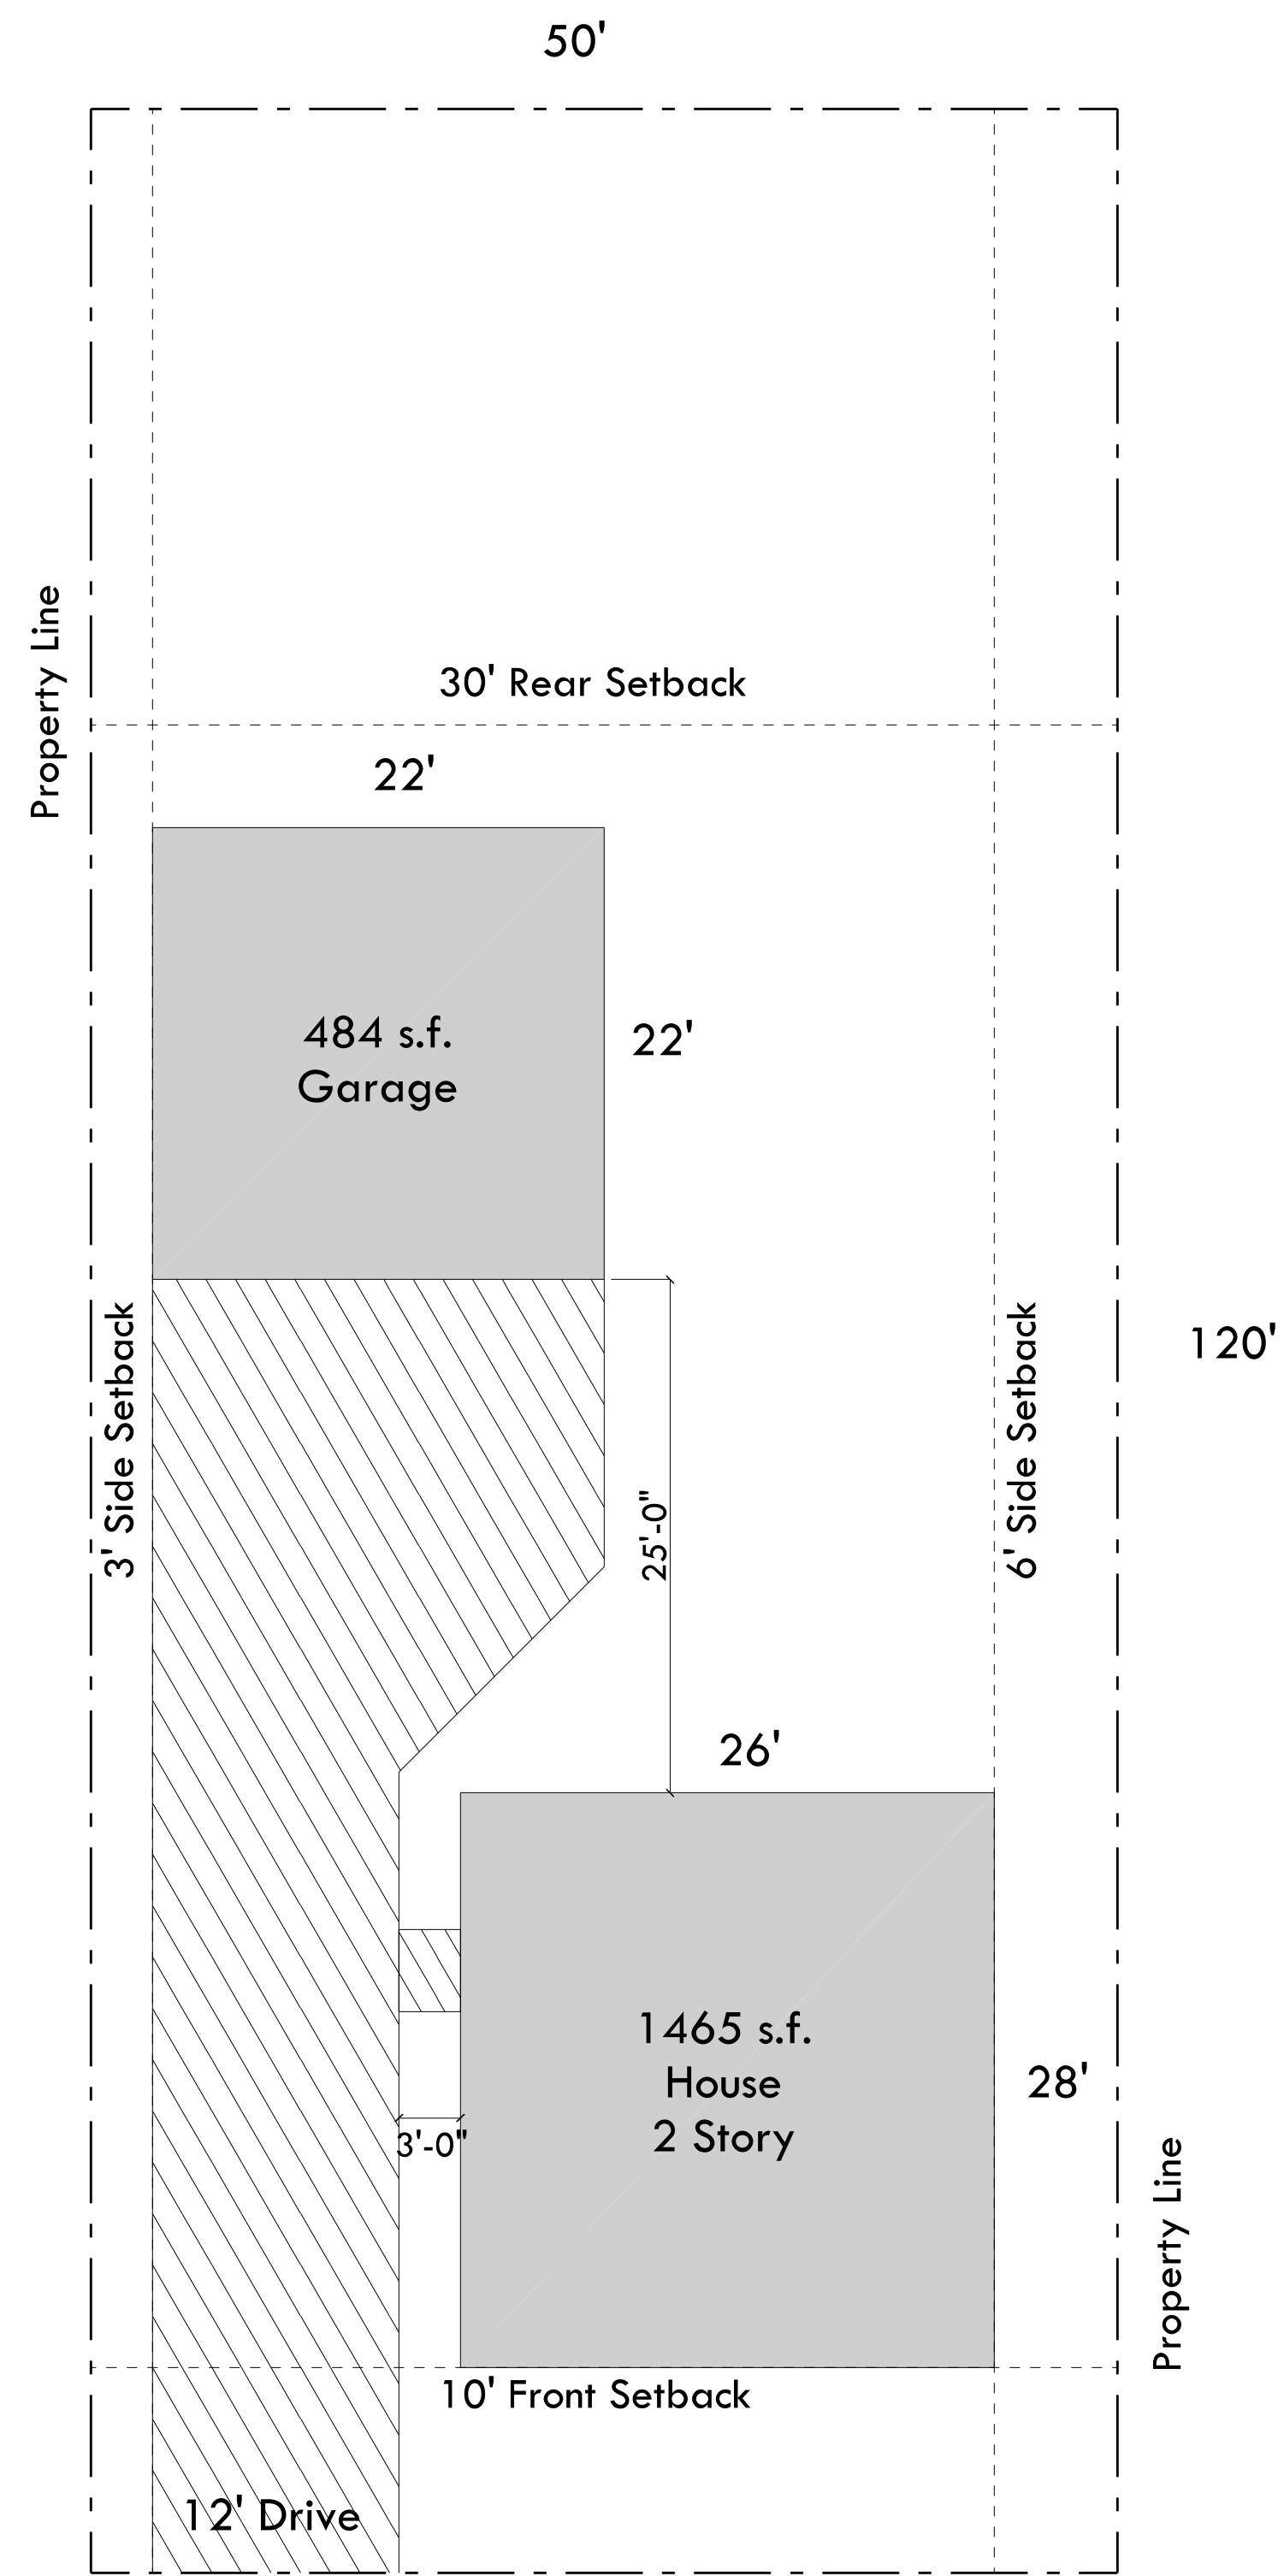 50'
Property Line
30' Rear Setback
22'
484 s.f.
Garage
22'
3' Side Setback
25'-0"
6' Side Setback
120'
26'
1465 s.f.
House
2 Story
28'
3'-0"
Property Line
10' Front Setback
12' Drive